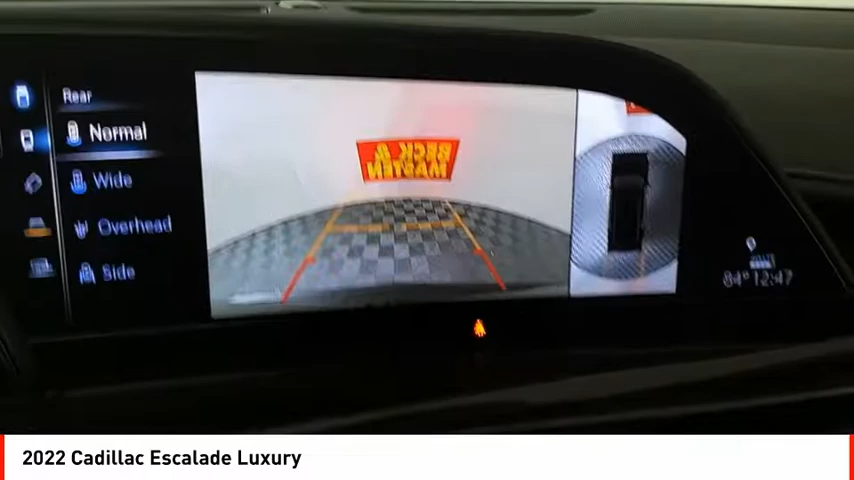 Rear
Normal
Wide
Overhead
Side
BECK &
MASTEN
84° 12:47
2022 Cadillac Escalade Luxury